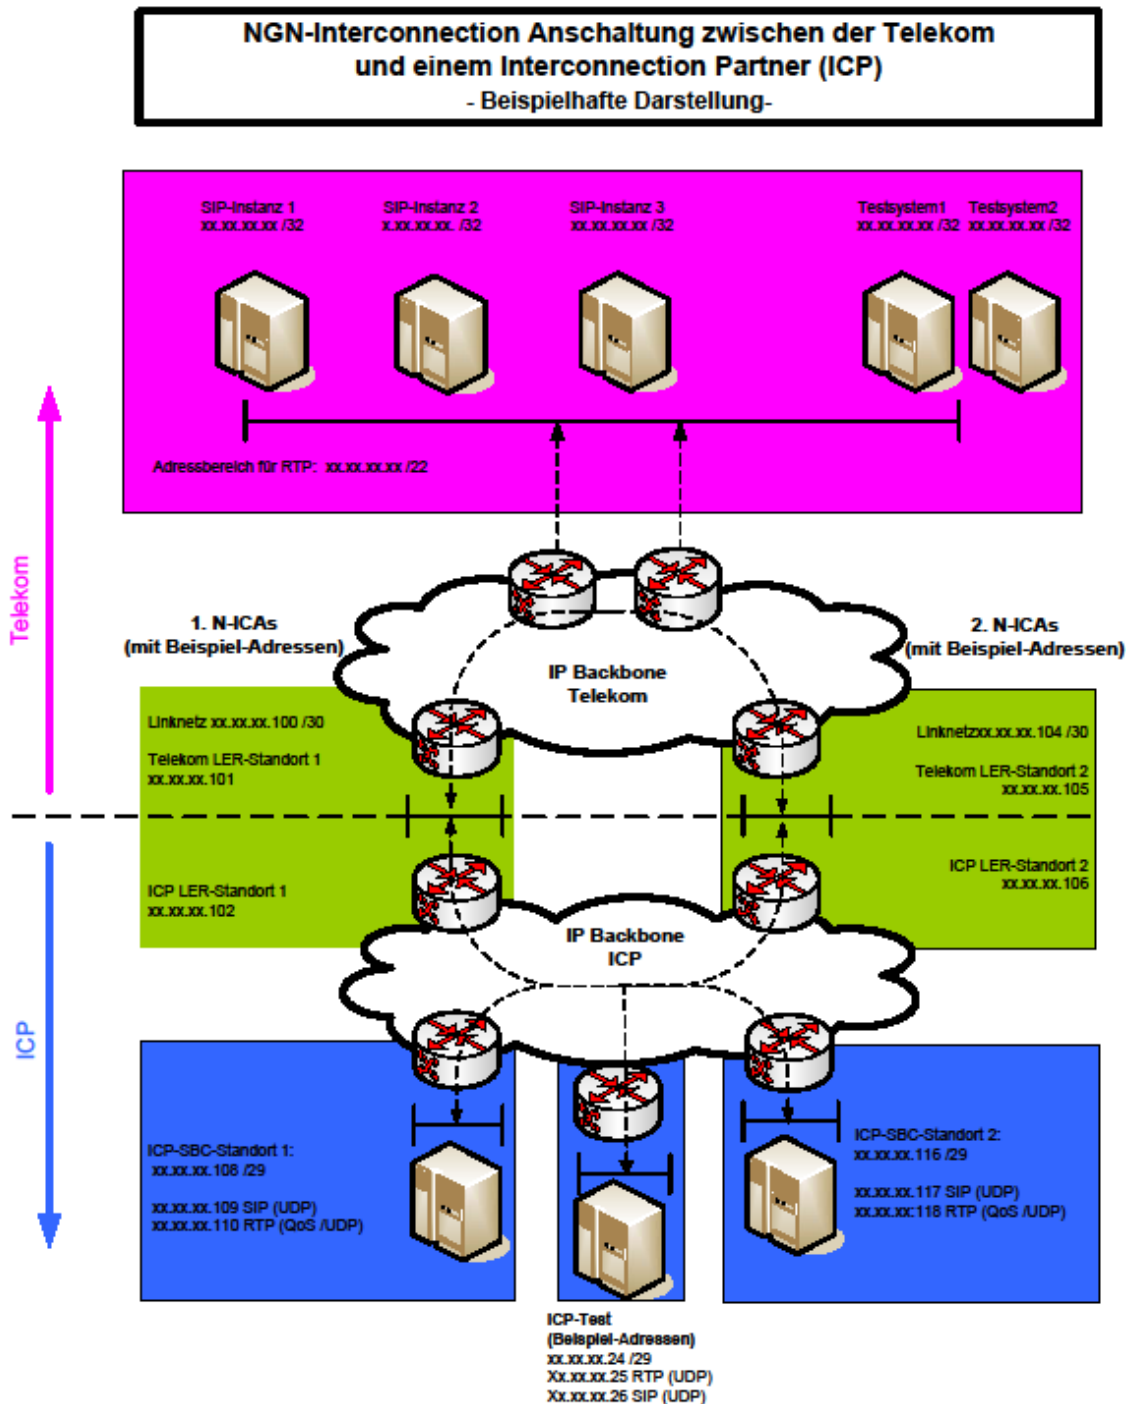 NGN-Interconnection Anschaltung zwischen der Telekom
und einem Interconnection Partner (ICP)
- Beispielhafte Darstellung-
SIP-Instanz 1
xx.xx.xx.xx /32
SIP-Instanz 2
x.xx.xx.xx. /32
SIP-Instanz 3
xx.xx.xx.xx /32
Testsystem1
xx.xx.xx.xx /32
Testsystem2
xx.xx.xx.xx /32
Adressbereich für RTP: xx.xx.xx.xx /22
Telekom
1. N-ICAs
(mit Beispiel-Adressen)
2. N-ICAs
(mit Beispiel-Adressen)
IP Backbone
Telekom
Linknetz xx.xx.xx.100 /30
Telekom LER-Standort 1
xx.xx.xx.101
Linknetzxx.xx.xx.104 /30
Telekom LER-Standort 2
xx.xx.xx.105
ICP LER-Standort 1
xx.xx.xx.102
ICP LER-Standort 2
xx.xx.xx.106
IP Backbone
ICP
ICP
ICP-SBC-Standort 1:
xx.xx.xx.108 /29
xx.xx.xx.109 SIP (UDP)
xx.xx.xx.110 RTP (QoS /UDP)
ICP-SBC-Standort 2:
xx.xx.xx.116 /29
xx.xx.xx.117 SIP (UDP)
xx.xx.xx:118 RTP (QoS /UDP)
ICP-Test
(Beispiel-Adressen)
xx.xx.xx.24 /29
Xx.xx.xx.25 RTP (UDP)
Xx.xx.xx.26 SIP (UDP)